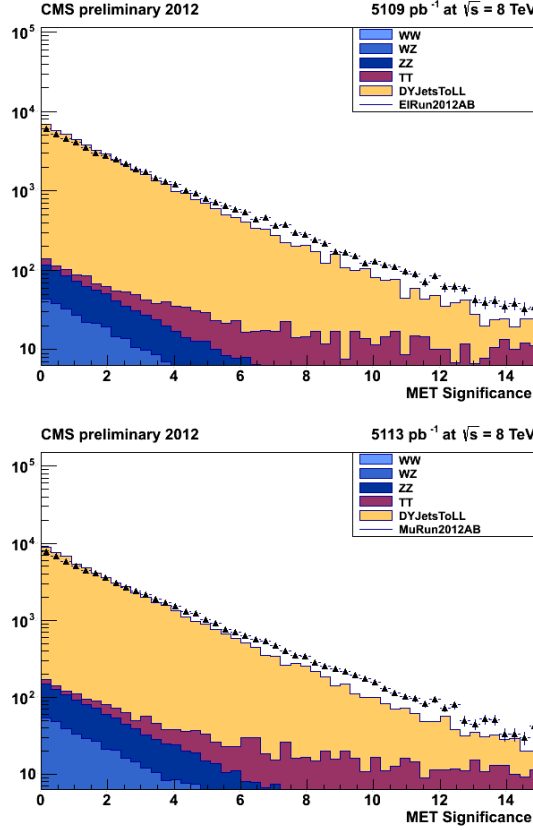 CMS preliminary 2012 5109 pb⁻¹ at √s = 8 TeV
WW
WZ
ZZ
TT
DYJetsToLL
ElRun2012AB
10⁵
10⁴
10³
10²
10
0 2 4 6 8 10 12 14
MET Significance
CMS preliminary 2012 5113 pb⁻¹ at √s = 8 TeV
WW
WZ
ZZ
TT
DYJetsToLL
MuRun2012AB
10⁵
10⁴
10³
10²
10
0 2 4 6 8 10 12 14
MET Significance